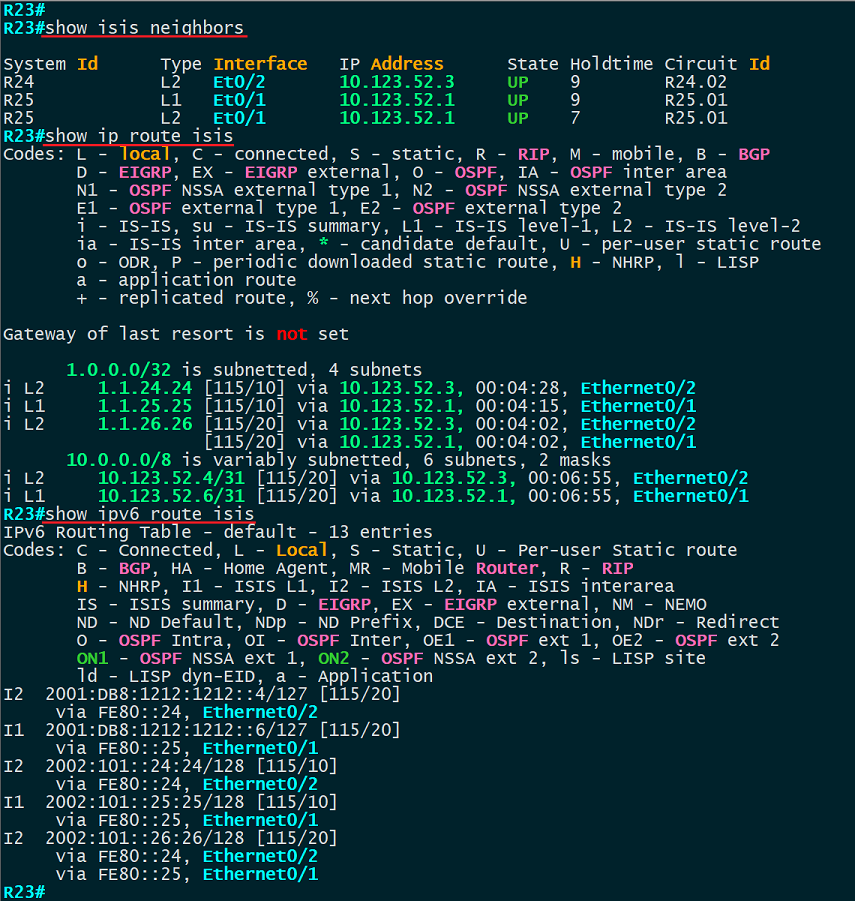 R23#
R23#show isis neighbors
System Id      Type Interface   IP Address      State Holdtime Circuit Id
R24            L2   Et0/2       10.123.52.3     UP    9        R24.02
R25            L1   Et0/1       10.123.52.1     UP    9        R25.01
R25            L2   Et0/1       10.123.52.1     UP    7        R25.01
R23#show ip route isis
Codes: L - local, C - connected, S - static, R - RIP, M - mobile, B - BGP
       D - EIGRP, EX - EIGRP external, O - OSPF, IA - OSPF inter area
       N1 - OSPF NSSA external type 1, N2 - OSPF NSSA external type 2
       E1 - OSPF external type 1, E2 - OSPF external type 2
       i - IS-IS, su - IS-IS summary, L1 - IS-IS level-1, L2 - IS-IS level-2
       ia - IS-IS inter area, * - candidate default, U - per-user static route
       o - ODR, P - periodic downloaded static route, H - NHRP, l - LISP
       a - application route
       + - replicated route, % - next hop override
Gateway of last resort is not set
      1.0.0.0/32 is subnetted, 4 subnets
i L2     1.1.24.24 [115/10] via 10.123.52.3, 00:04:28, Ethernet0/2
i L1     1.1.25.25 [115/10] via 10.123.52.1, 00:04:15, Ethernet0/1
i L2     1.1.26.26 [115/20] via 10.123.52.3, 00:04:02, Ethernet0/2
                   [115/20] via 10.123.52.1, 00:04:02, Ethernet0/1
      10.0.0.0/8 is variably subnetted, 6 subnets, 2 masks
i L2     10.123.52.4/31 [115/20] via 10.123.52.3, 00:06:55, Ethernet0/2
i L1     10.123.52.6/31 [115/20] via 10.123.52.1, 00:06:55, Ethernet0/1
R23#show ipv6 route isis
IPv6 Routing Table - default - 13 entries
Codes: C - Connected, L - Local, S - Static, U - Per-user Static route
       B - BGP, HA - Home Agent, MR - Mobile Router, R - RIP
       H - NHRP, I1 - ISIS L1, I2 - ISIS L2, IA - ISIS interarea
       IS - ISIS summary, D - EIGRP, EX - EIGRP external, NM - NEMO
       ND - ND Default, NDp - ND Prefix, DCE - Destination, NDr - Redirect
       O - OSPF Intra, OI - OSPF Inter, OE1 - OSPF ext 1, OE2 - OSPF ext 2
       ON1 - OSPF NSSA ext 1, ON2 - OSPF NSSA ext 2, ls - LISP site
       ld - LISP dyn-EID, a - Application
I2  2001:DB8:1212:1212::4/127 [115/20]
     via FE80::24, Ethernet0/2
I1  2001:DB8:1212:1212::6/127 [115/20]
     via FE80::25, Ethernet0/1
I2  2002:101::24:24/128 [115/10]
     via FE80::24, Ethernet0/2
I1  2002:101::25:25/128 [115/10]
     via FE80::25, Ethernet0/1
I2  2002:101::26:26/128 [115/20]
     via FE80::24, Ethernet0/2
     via FE80::25, Ethernet0/1
R23#